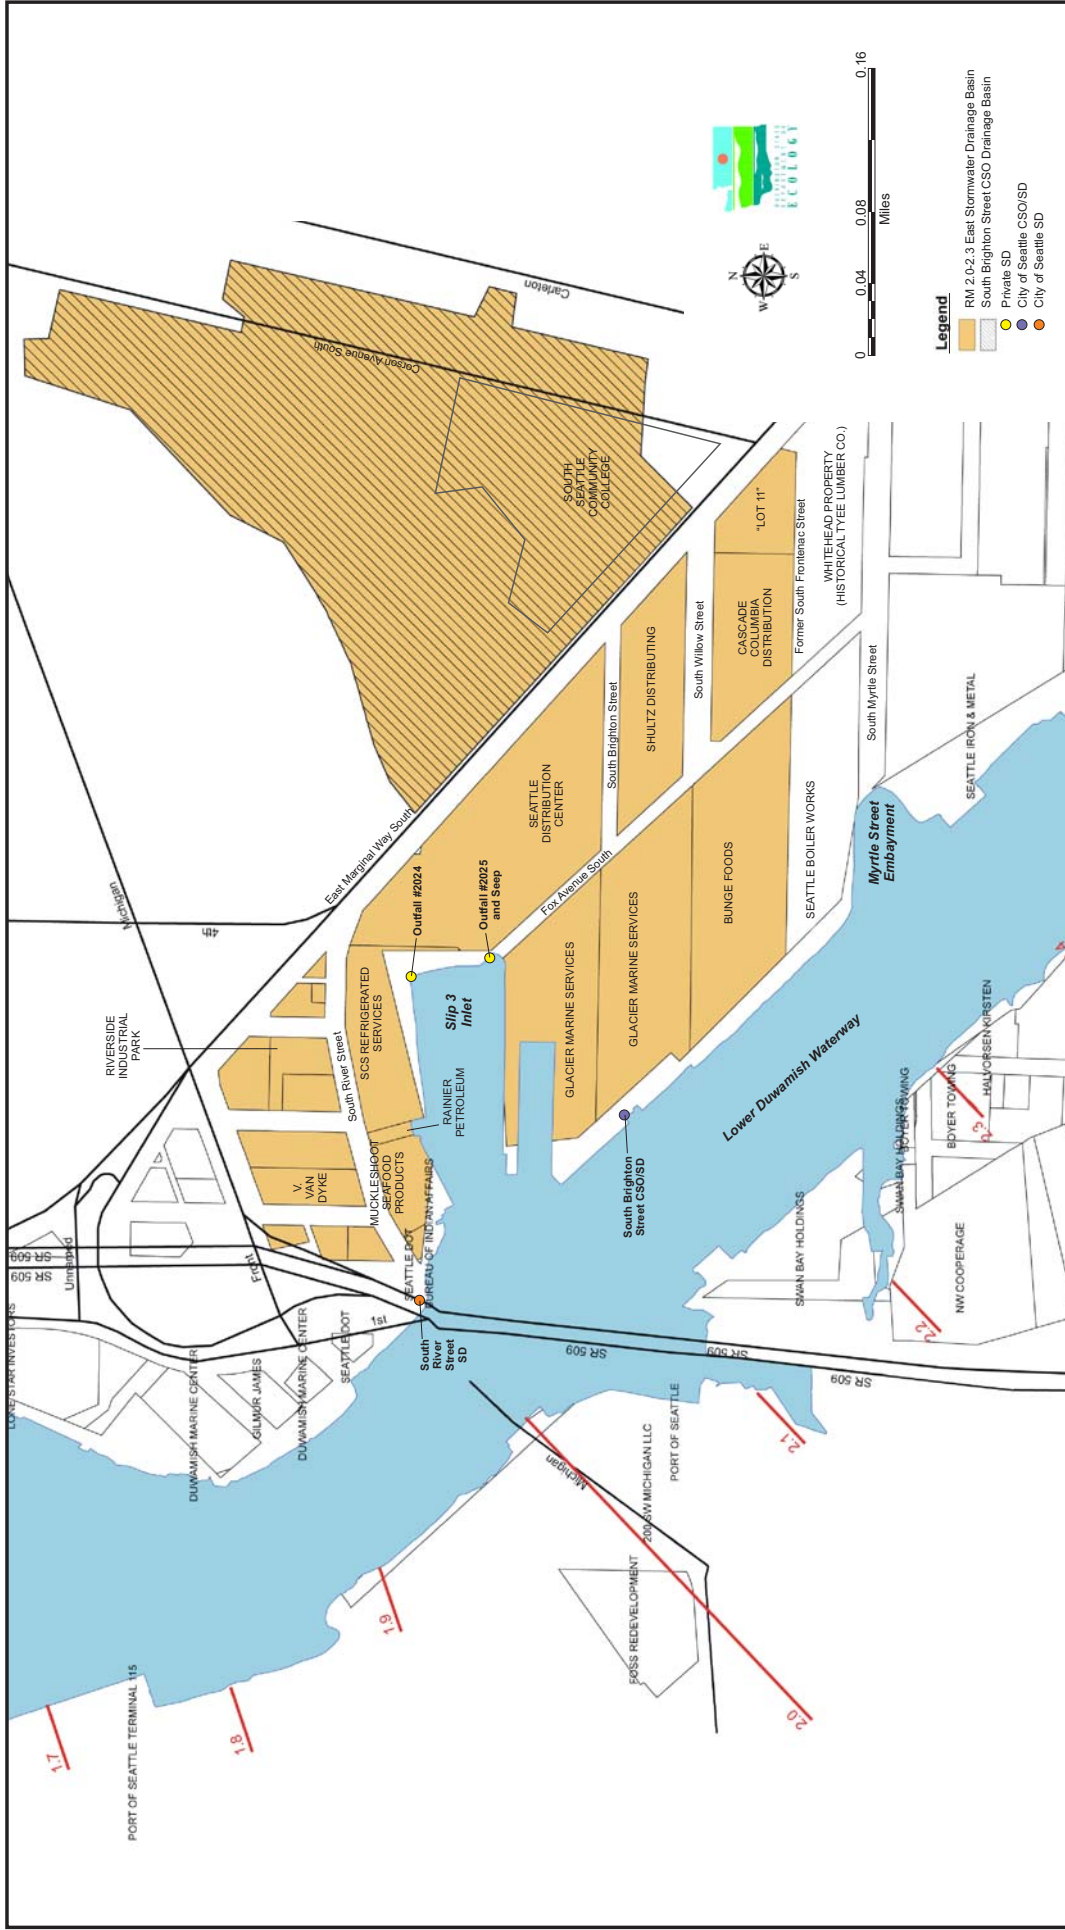 LONE STAR INVESTORS
SR 509
SR 509
Unnamed
Front
1st
Michigan
4th
East Marginal Way South
Corson Avenue South
Carleton
DUWAMISH MARINE CENTER
GILMUR JAMES
DUWAMISH MARINE CENTER
SEATTLE DOT
SEATTLE DOT
BUREAU OF INDIAN AFFAIRS
RIVERSIDE
INDUSTRIAL
PARK
V.
VAN
DYKE
South River Street
MUCKLESHOOT
SEAFOOD
PRODUCTS
SCS REFRIGERATED
SERVICES
RAINIER
PETROLEUM
Outfall #2024
Outfall #2025
and Seep
Slip 3
Inlet
South
River
Street
SD
SOUTH
SEATTLE
COMMUNITY
COLLEGE
SEATTLE
DISTRIBUTION
CENTER
South Brighton Street
SHULTZ DISTRIBUTING
South Willow Street
"LOT 11"
CASCADE
COLUMBIA
DISTRIBUTION
Former South Frontenac Street
WHITEHEAD PROPERTY
(HISTORICAL TYEE LUMBER CO.)
Fox Avenue South
GLACIER MARINE SERVICES
GLACIER MARINE SERVICES
BUNGE FOODS
SEATTLE BOILER WORKS
South Myrtle Street
SEATTLE IRON & METAL
Myrtle Street
Embayment
South Brighton
Street CSO/SD
Lower Duwamish Waterway
SR 509
SR 509
SR 509
Michigan
PORT OF SEATTLE TERMINAL 115
FOSS REDEVELOPMENT
200 SW MICHIGAN LLC
PORT OF SEATTLE
SWAN BAY HOLDINGS
SWAN BAY HOLDINGS
BOYER TOWING
BOYER TOWING
HALVORSEN KIRSTEN
NW COOPERAGE
1.7
1.8
1.9
2.0
2.1
2.2
2.3
N
E
S
W
WASHINGTON STATE
DEPARTMENT OF
ECOLOGY
0
0.04
0.08
0.16
Miles
Legend
RM 2.0-2.3 East Stormwater Drainage Basin
South Brighton Street CSO Drainage Basin
Private SD
City of Seattle CSO/SD
City of Seattle SD